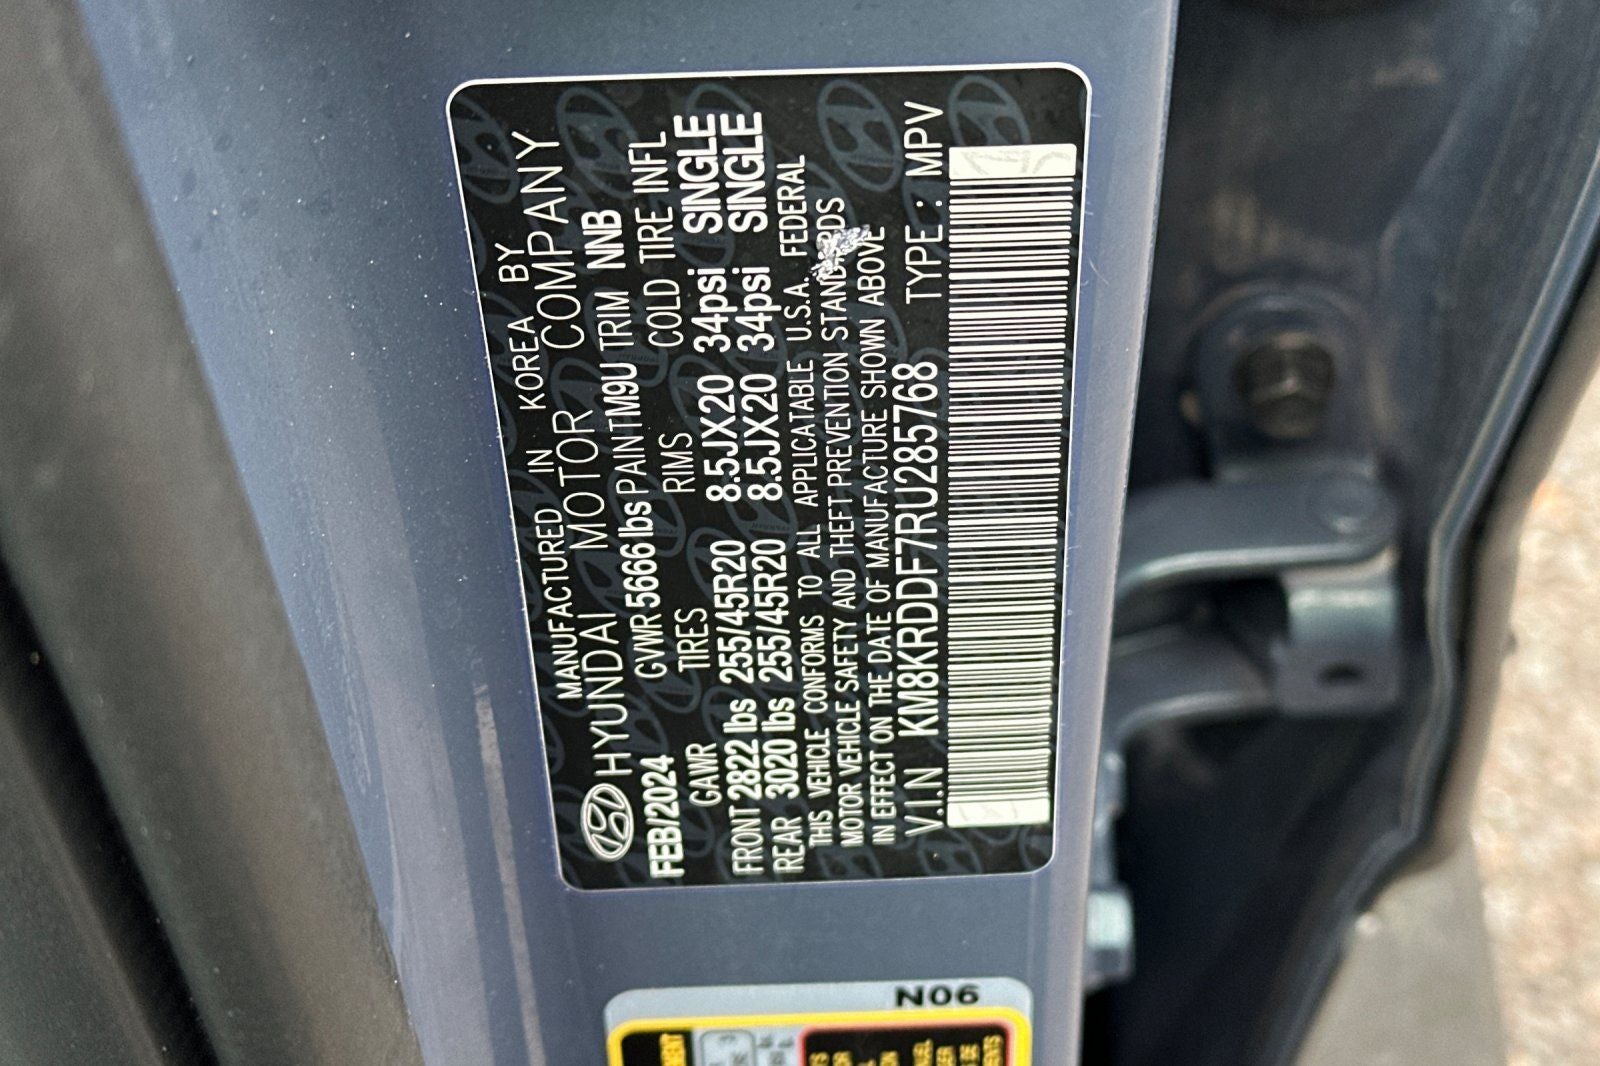 MANUFACTURED IN KOREA BY
HYUNDAI MOTOR COMPANY
FEB/2024 GVWR 5666 lbs PAINT M9U TRIM NNB
GAWR TIRES RIMS COLD TIRE INFL
FRONT 2822 lbs 255/45R20 8.5JX20 34psi SINGLE
REAR 3020 lbs 255/45R20 8.5JX20 34psi SINGLE
THIS VEHICLE CONFORMS TO ALL APPLICABLE U.S.A. FEDERAL
MOTOR VEHICLE SAFETY AND THEFT PREVENTION STANDARDS
IN EFFECT ON THE DATE OF MANUFACTURE SHOWN ABOVE
V.I.N KM8KRDDF7RU285768 TYPE : MPV
N06